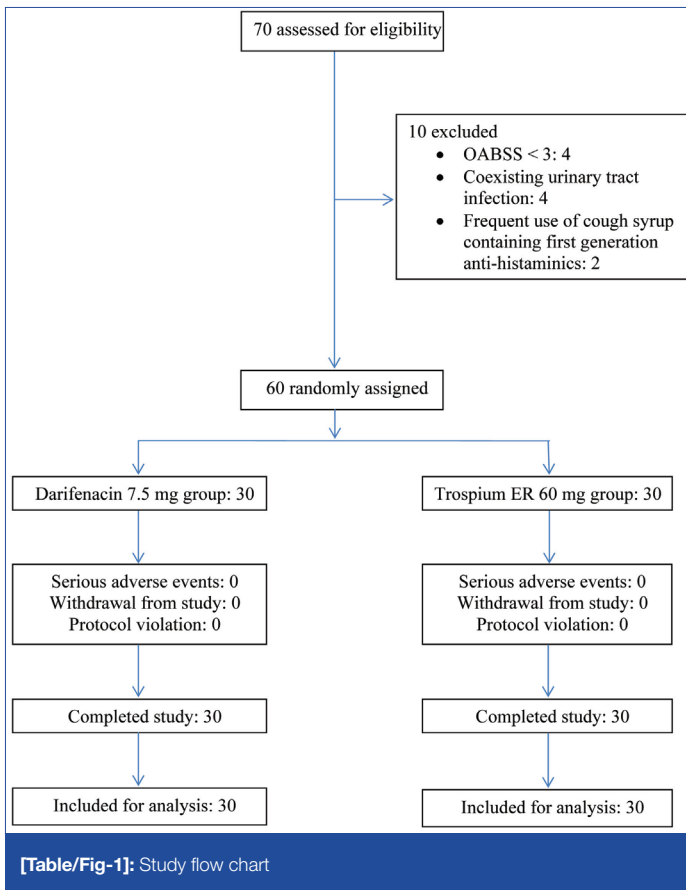 70 assessed for eligibility
10 excluded
• OABSS < 3: 4
• Coexisting urinary tract
infection: 4
• Frequent use of cough syrup
containing first generation
anti-histaminics: 2
60 randomly assigned
Darifenacin 7.5 mg group: 30
Trospium ER 60 mg group: 30
Serious adverse events: 0
Withdrawal from study: 0
Protocol violation: 0
Serious adverse events: 0
Withdrawal from study: 0
Protocol violation: 0
Completed study: 30
Completed study: 30
Included for analysis: 30
Included for analysis: 30
[Table/Fig-1]: Study flow chart